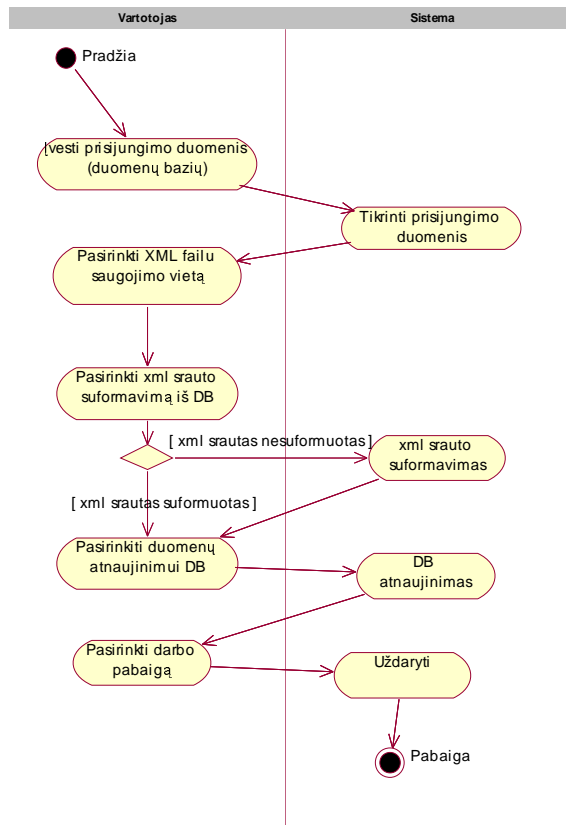 Vartotojas
Sistema
Pradžia
Įvesti prisijungimo duomenis
(duomenų bazių)
Tikrinti prisijungimo
duomenis
Pasirinkti XML failu
saugojimo vietą
Pasirinkti xml srauto
suformavimą iš DB
[ xml srautas nesuformuotas ]
xml srauto
suformavimas
[ xml srautas suformuotas ]
Pasirinkiti duomenų
atnaujinimui DB
DB
atnaujinimas
Pasirinkti darbo
pabaigą
Uždaryti
Pabaiga